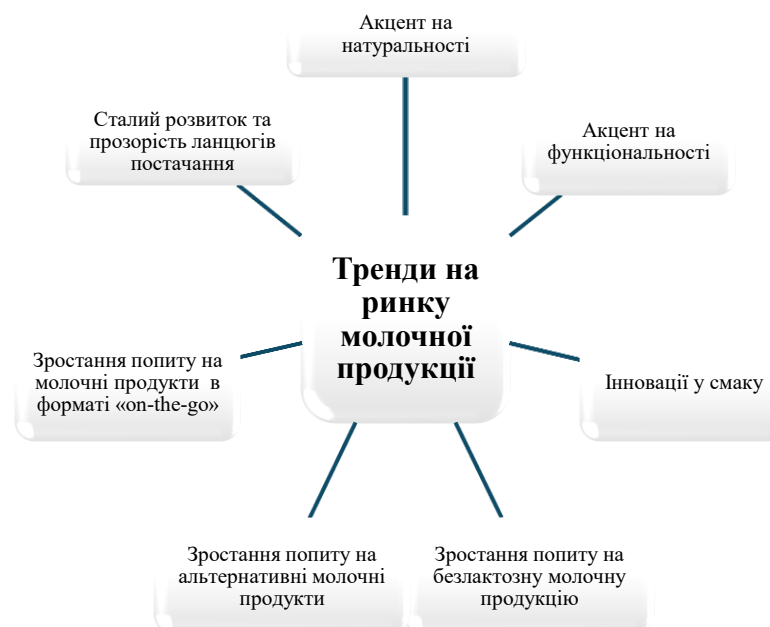 Акцент на
натуральності
Сталий розвиток та
прозорість ланцюгів
постачання
Акцент на
функціональності
Тренди на
ринку
молочної
продукції
Зростання попиту на
молочні продукти в
форматі «on-the-go»
Інновації у смаку
Зростання попиту на
альтернативні молочні
продукти
Зростання попиту на
безлактозну молочну
продукцію